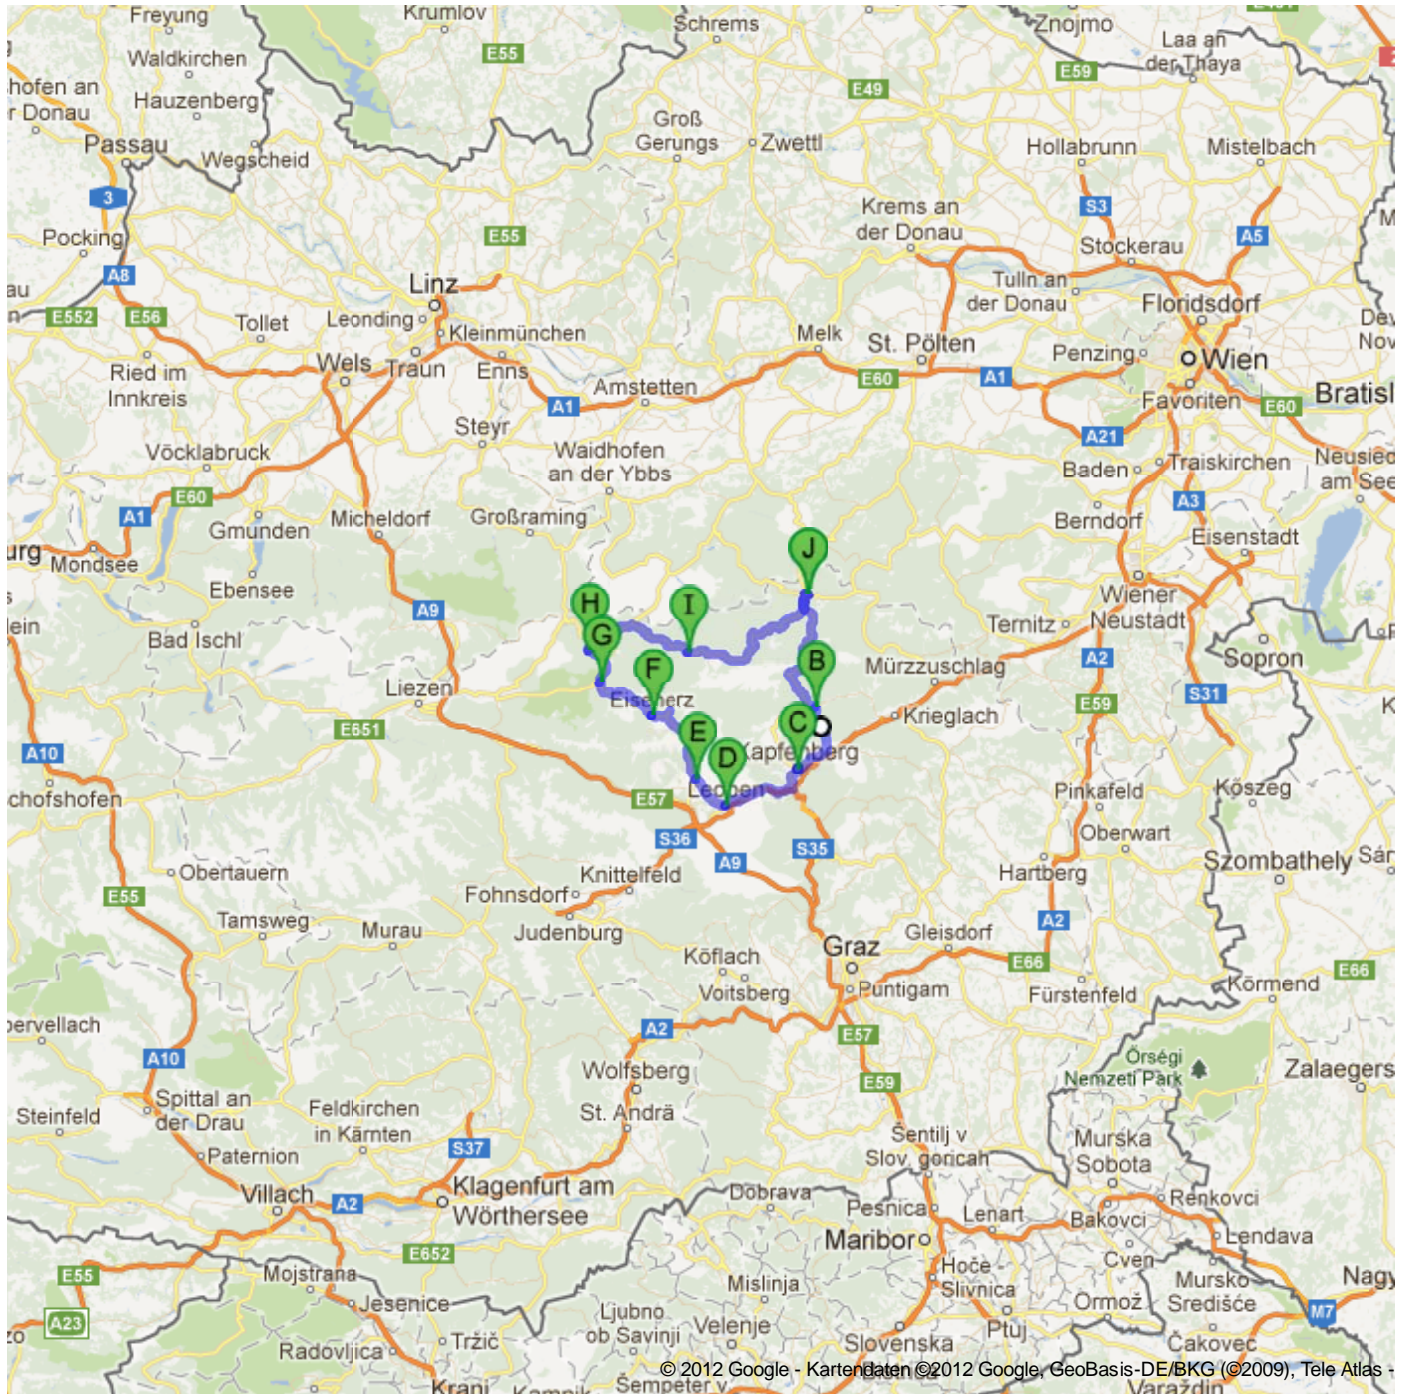 Freyung
Krumlov
Schrems
Znojmo
Laa an
der Thaya
Waldkirchen
E55
E59
hofen an
r Donau
Hauzenberg
E49
Groß
Gerungs
Zwettl
Hollabrunn
Mistelbach
Passau
Wegscheid
3
S3
Krems an
der Donau
A5
Pocking
E55
Stockerau
A8
Linz
Tulln an
der Donau
Floridsdorf
au
E552
E56
Tollet
Leonding
Kleinmünchen
Melk
St. Pölten
Penzing
Wien
Wels
Traun
Enns
Amstetten
E60
A1
Ried im
Innkreis
A1
Favoriten
E60
Bratisl
Steyr
A21
Vöcklabruck
Waidhofen
an der Ybbs
Baden
Traiskirchen
Neusied
am See
E60
A1
Gmunden
Micheldorf
Großraming
A3
Berndorf
Eisenstadt
urg
Mondsee
J
Ebensee
A9
H
I
Wiener
Neustadt
lein
Bad Ischl
G
Ternitz
F
B
Mürzzuschlag
A2
Sopron
Liezen
Eisenerz
S31
E651
E
C
Krieglach
E59
A10
D
Kapfenberg
Leoben
chofshofen
E57
Pinkafeld
Kőszeg
S36
A9
S35
Oberwart
Obertauern
Knittelfeld
Hartberg
Szombathely
Sár
E55
Fohnsdorf
Tamsweg
Murau
Judenburg
A2
Graz
Gleisdorf
Köflach
E66
E66
Voitsberg
Puntigam
Fürstenfeld
Körmend
pervellach
A2
E57
A10
Wolfsberg
Őrségi
Nemzeti Park
Zalaegers
E59
Spittal an
der Drau
Feldkirchen
in Kärnten
St. Andrä
Steinfeld
S37
Šentilj v
Slov. goricah
Murska
Sobota
Paternion
Villach
A2
Klagenfurt am
Wörthersee
Dobrava
Pesnica
Lenart
Renkovci
Bakovci
Lendava
Maribor
E652
Cven
E55
Mojstrana
Mislinja
Hoče -
Slivnica
Mursko
Središče
Nagy
A23
Jesenice
Ljubno
ob Savinji
Velenje
Ormož
M7
Ptuj
Radovljica
Tržič
Slovenska
Čakovec
© 2012 Google - Kartendaten ©2012 Google, GeoBasis-DE/BKG (©2009), Tele Atlas -
Kranj
Šempeter v
Varaždin